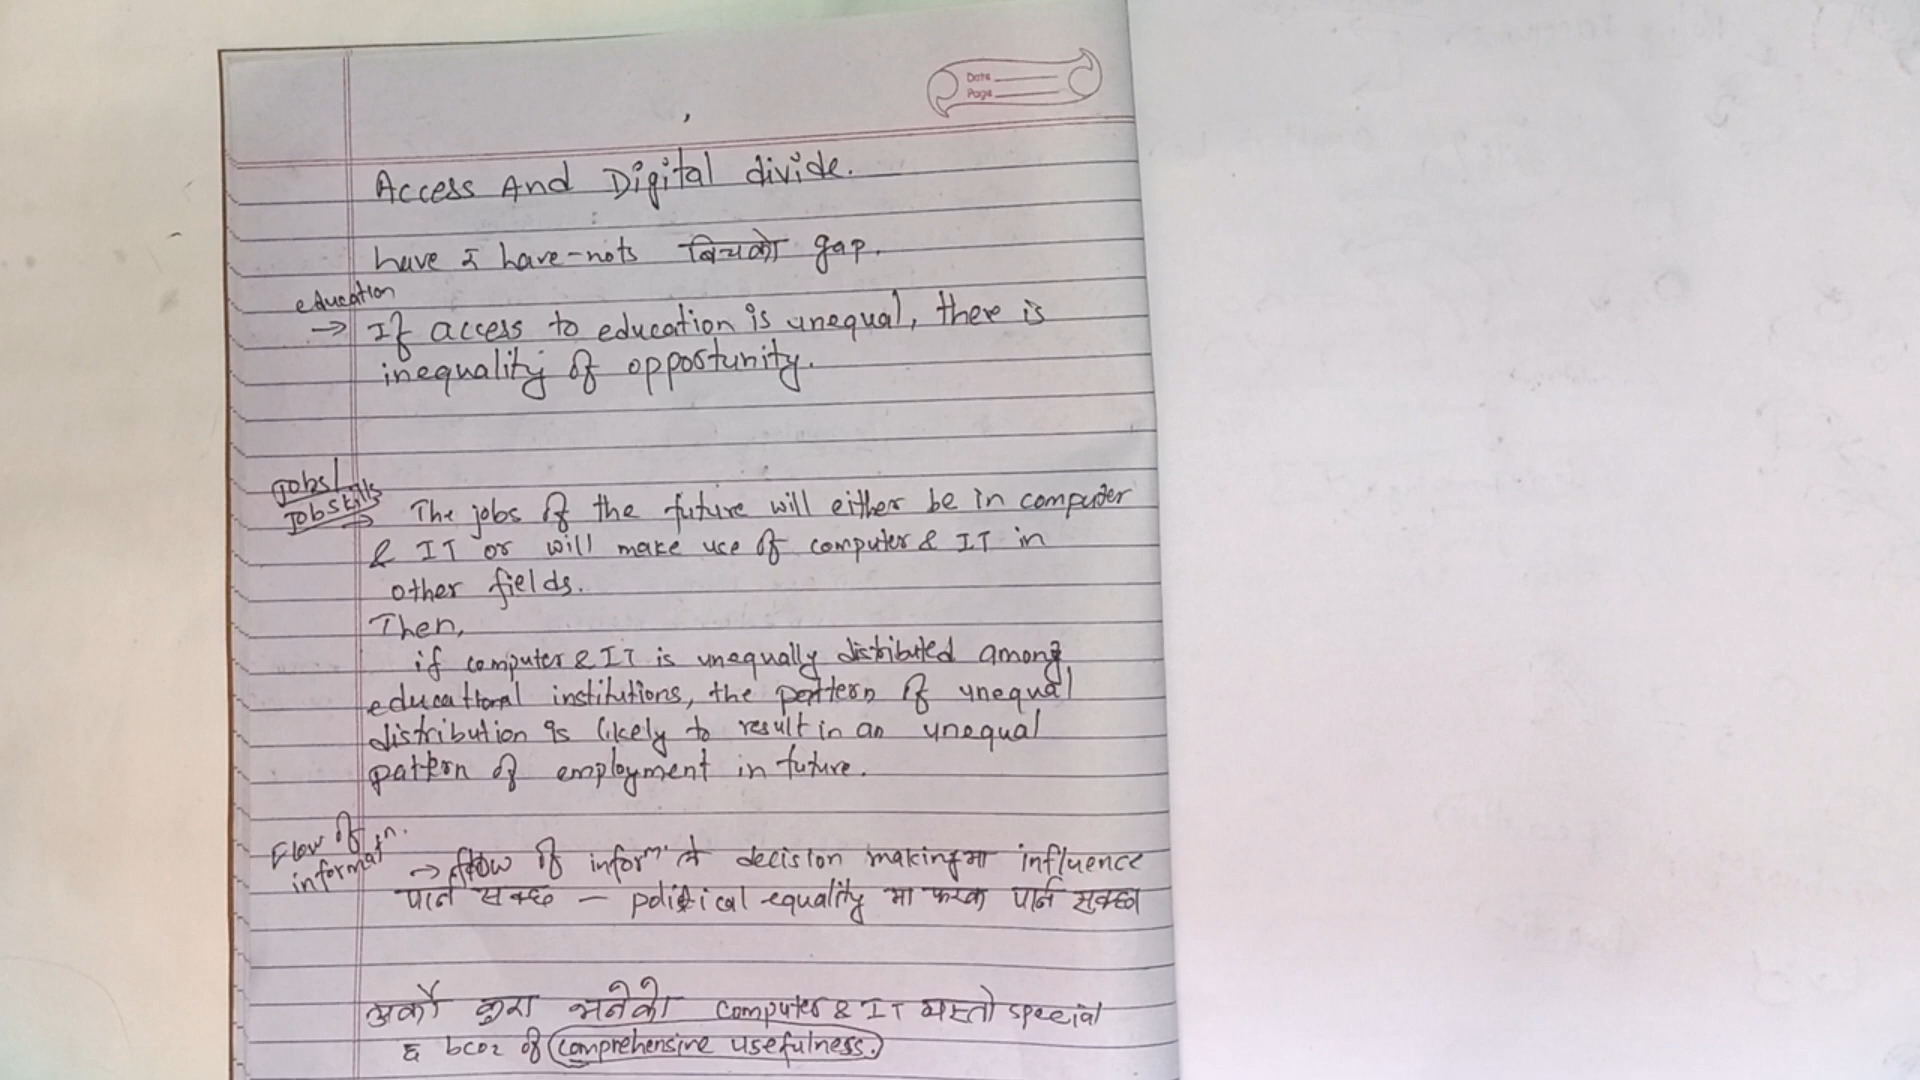 Date
Page
Access And Digital divide.
have र have-nots बिचको gap.
education
→ If access to education is unequal, there is
inequality of opportunity.
Jobs/
Job skills
→ The jobs of the future will either be in computer
& IT or will make use of computer & IT in
other fields.
Then,
if computer & IT is unequally distributed among
educational institutions, the pattern of unequal
distribution is likely to result in an unequal
pattern of employment in future.
Flow of
informatn.
→ flow of inform. ले decision making मा influence
पार्न सक्छ – political equality मा फरक पार्न सक्छ
अर्को कुरा भनेको computer & IT यस्तो special
छ bcoz of comprehensive usefulness.